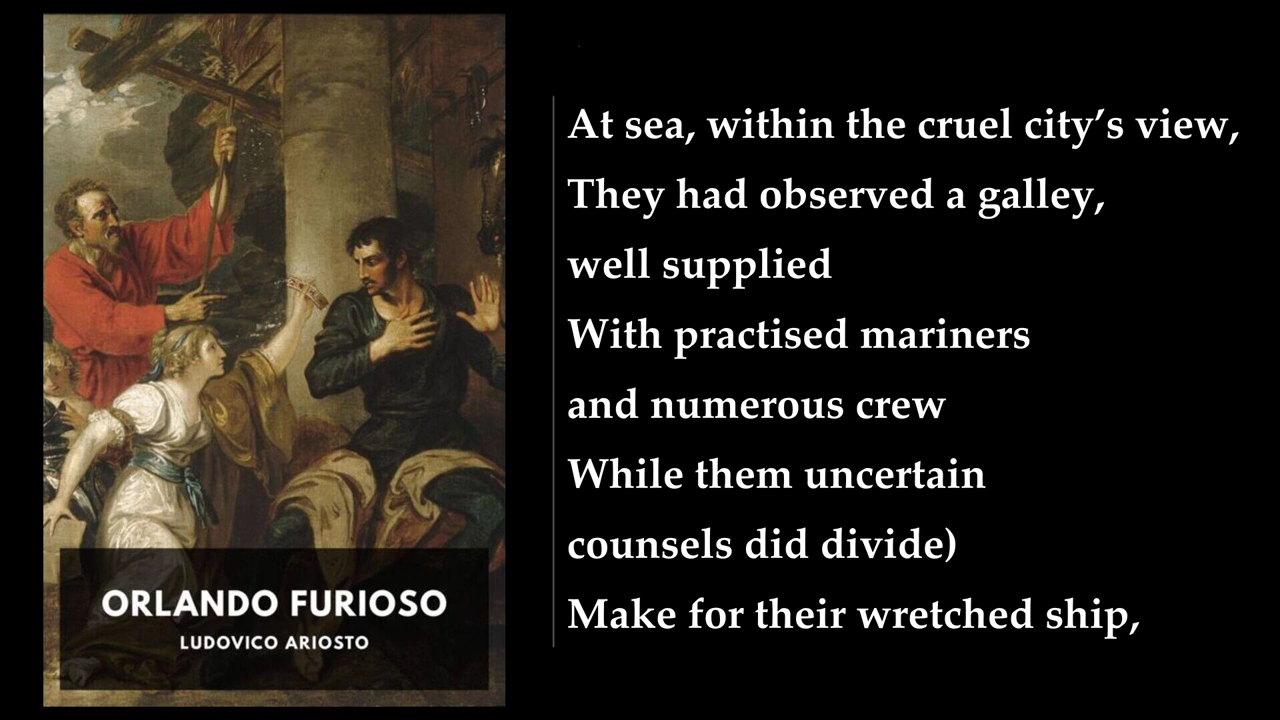 ORLANDO FURIOSO
LUDOVICO ARIOSTO
At sea, within the cruel city’s view,
They had observed a galley,
well supplied
With practised mariners
and numerous crew
While them uncertain
counsels did divide)
Make for their wretched ship,